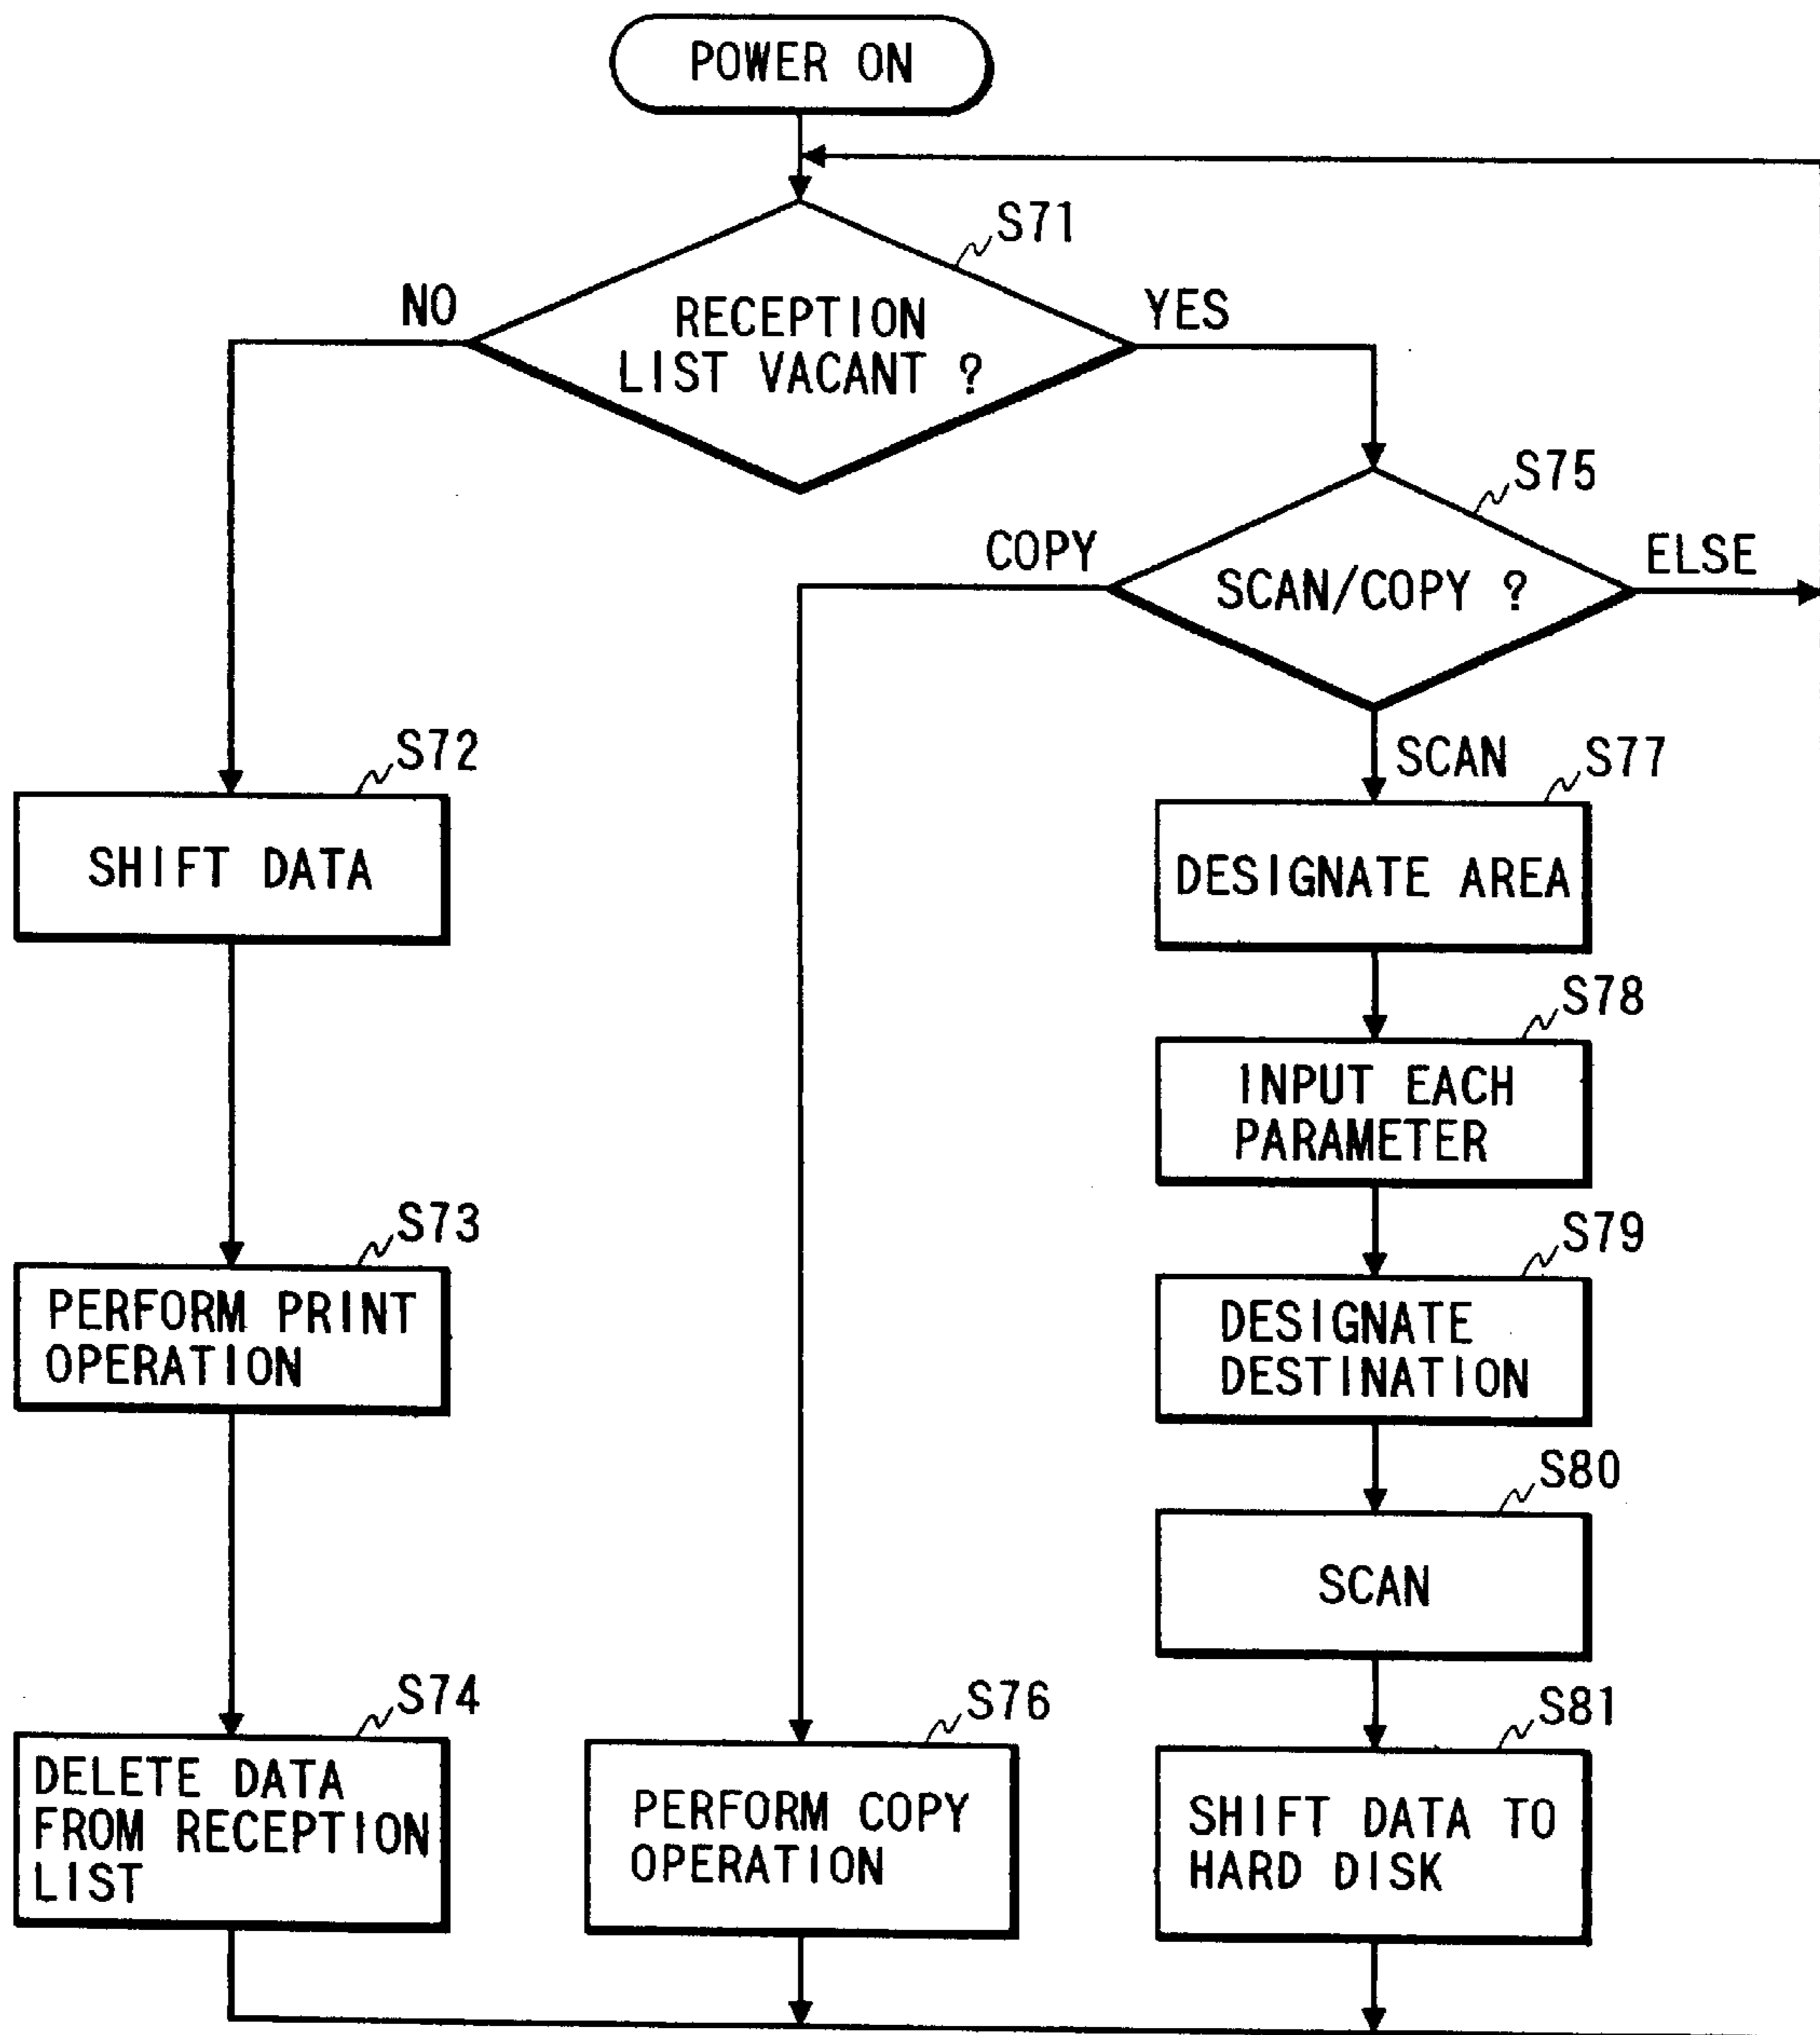 POWER ON
S71
NO
YES
RECEPTION
LIST VACANT ?
S75
COPY
ELSE
SCAN/COPY ?
S72
SCAN
S77
SHIFT DATA
DESIGNATE AREA
S78
INPUT EACH
PARAMETER
S73
S79
PERFORM PRINT
OPERATION
DESIGNATE
DESTINATION
S80
SCAN
S74
S76
S81
DELETE DATA
FROM RECEPTION
LIST
PERFORM COPY
OPERATION
SHIFT DATA TO
HARD DISK